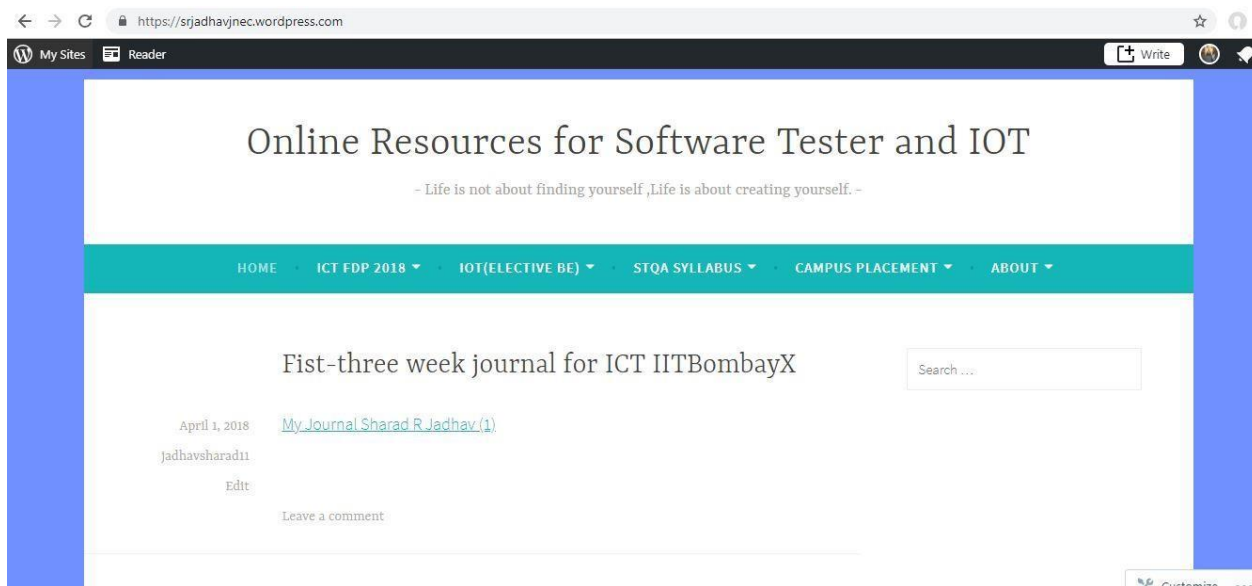 https://srjadhavjnec.wordpress.com
My Sites Reader Write
Online Resources for Software Tester and IOT
- Life is not about finding yourself ,Life is about creating yourself. -
HOME ICT FDP 2018 IOT(ELECTIVE BE) STQA SYLLABUS CAMPUS PLACEMENT ABOUT
Fist-three week journal for ICT IITBombayX
Search ...
April 1, 2018
My Journal Sharad R Jadhav (1)
jadhavsharad11
Edit
Leave a comment
Customize